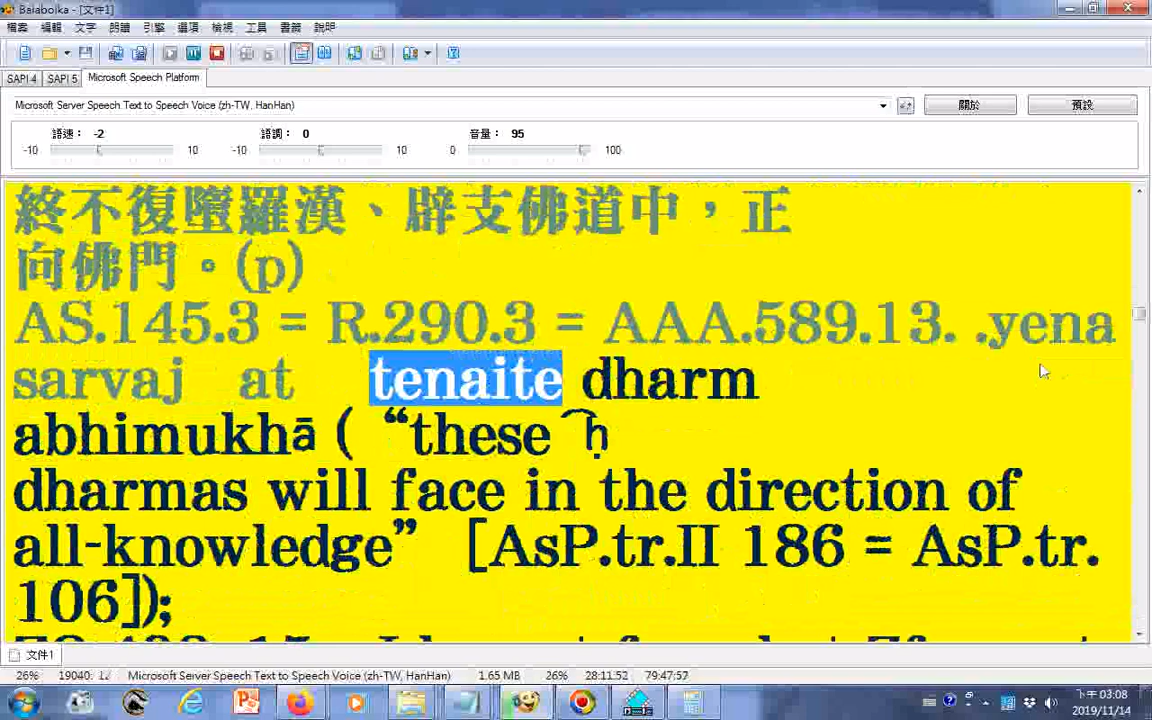 Balabolka - [文件1]
檔案 編輯 文字 朗讀 引擎 選項 檢視 工具 書籤 說明
SAPI 4 SAPI 5 Microsoft Speech Platform
Microsoft Server Speech Text to Speech Voice (zh-TW, HanHan) 關於 預設
語速： -2 語調： 0 音量： 95
-10 10 -10 10 0 100
終不復墮羅漢、辟支佛道中，正
向佛門。(p)
AS.145.3 = R.290.3 = AAA.589.13. .yena
sarvaj at tenaite dharm
abhimukhā ( “these ⁀ḥ
dharmas will face in the direction of
all-knowledge” [AsP.tr.II 186 = AsP.tr.
106]);
文件1
26% Microsoft Server Speech Text to Speech Voice (zh-TW, HanHan) 1.65 MB 26% 28:11:52 79:47:57
下午 03:08
2019/11/14